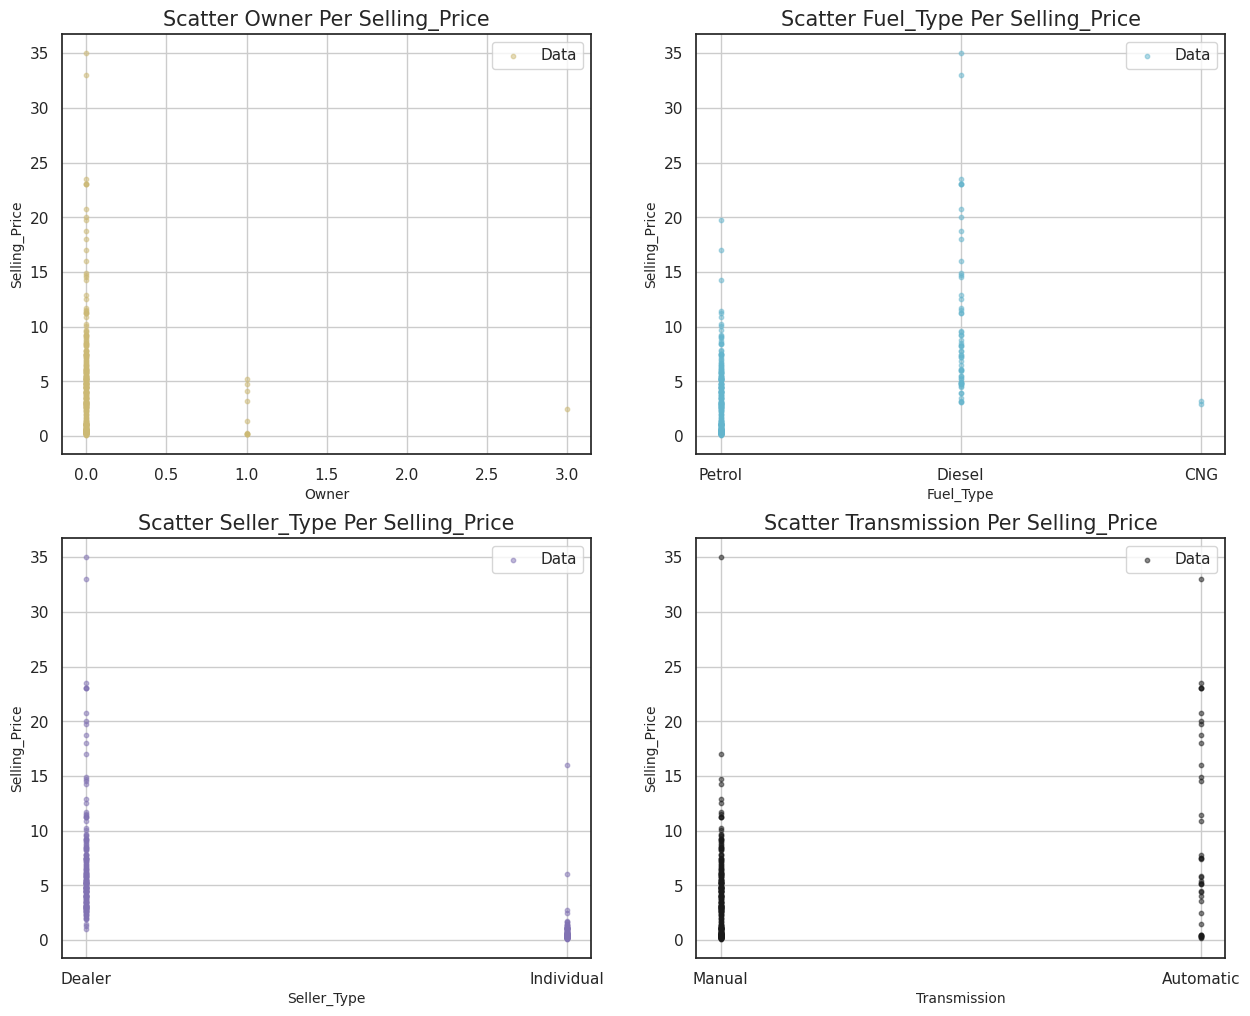 Scatter Owner Per Selling_Price
Data
35
30
25
20
15
10
5
0
Selling_Price
0.0 0.5 1.0 1.5 2.0 2.5 3.0
Owner
Scatter Fuel_Type Per Selling_Price
Data
35
30
25
20
15
10
5
0
Selling_Price
Petrol Diesel CNG
Fuel_Type
Scatter Seller_Type Per Selling_Price
Data
35
30
25
20
15
10
5
0
Selling_Price
Dealer Individual
Seller_Type
Scatter Transmission Per Selling_Price
Data
35
30
25
20
15
10
5
0
Selling_Price
Manual Automatic
Transmission